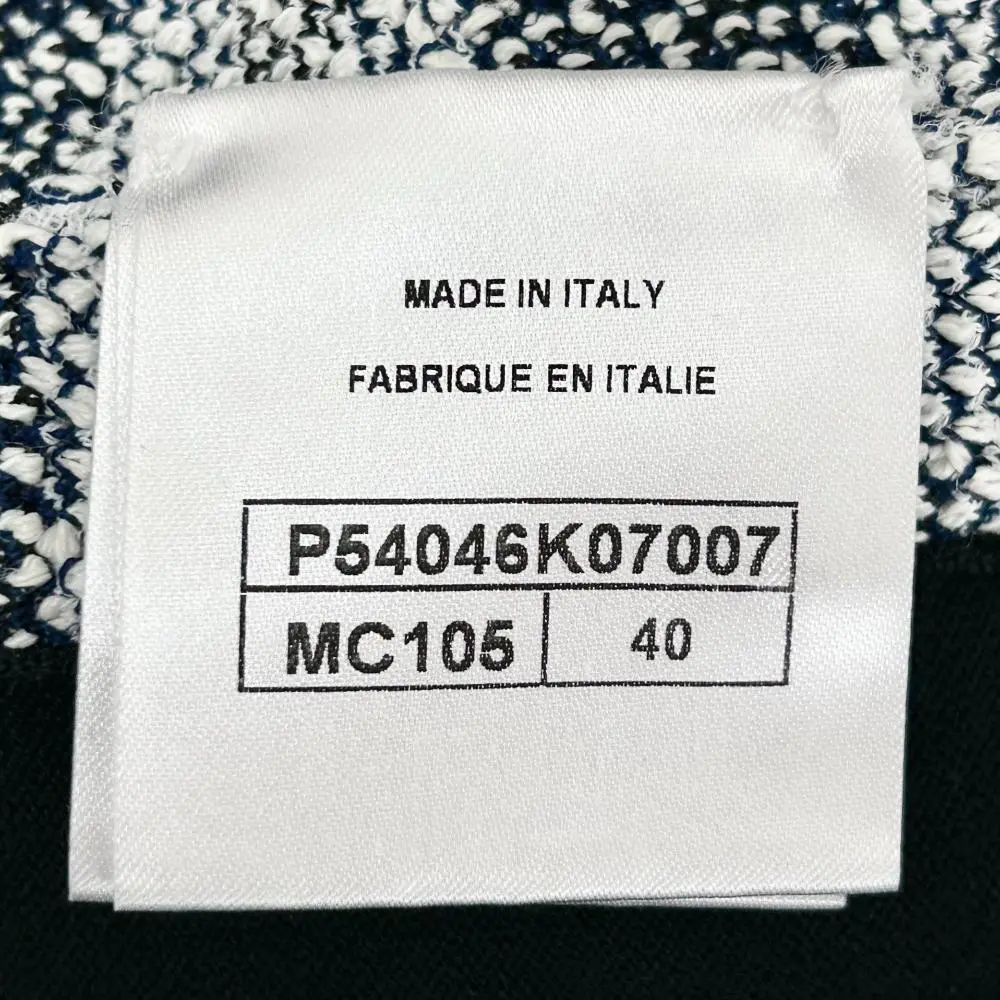 MADE IN ITALY
FABRIQUE EN ITALIE
P54046K07007
MC105 40